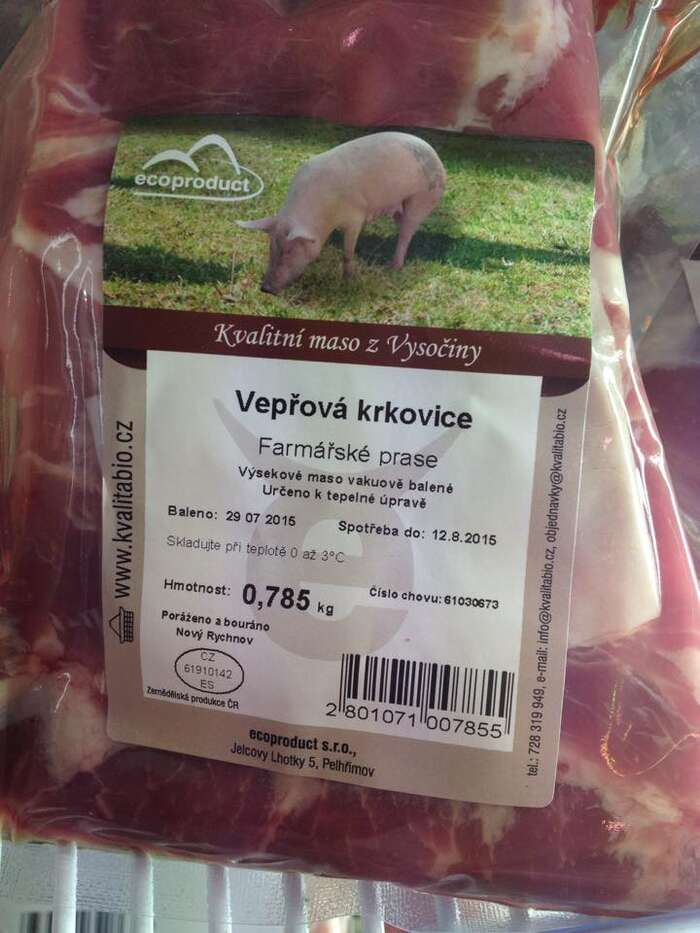 ecoproduct
Kvalitní maso z Vysočiny
Vepřová krkovice
Farmářské prase
Výsekové maso vakuově balené
Určeno k tepelné úpravě
Baleno: 29 07 2015
Spotřeba do: 12.8.2015
Skladujte při teplotě 0 až 3°C
Hmotnost: 0,785 kg
Číslo chovu: 61030673
Poráženo a bouráno
Nový Rychnov
CZ
61910142
ES
Zemědělská produkce ČR
2 801071 007855
ecoproduct s.r.o.,
Jelcovy Lhotky 5, Pelhřimov
www.kvalitabio.cz
tel.: 728 319 949, e-mail: info@kvalitabio.cz, objednavky@kvalitabio.cz